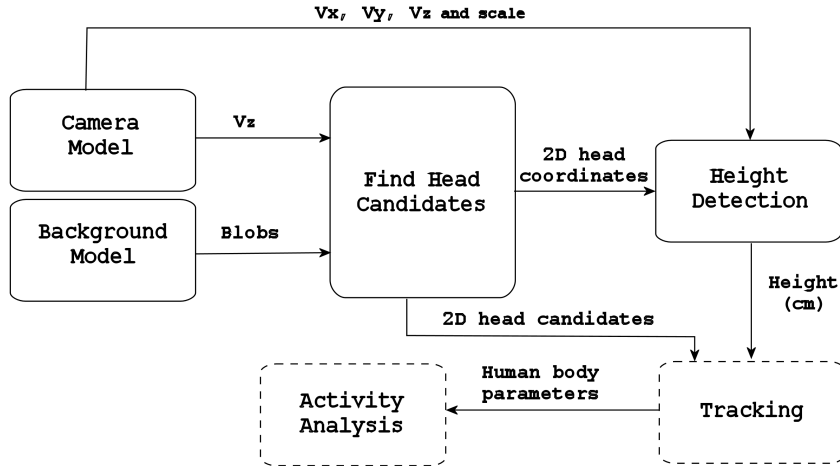 Vx, Vy, Vz and scale
Camera
Model
Vz
Find Head
Candidates
2D head
coordinates
Height
Detection
Background
Model
Blobs
Height
(cm)
2D head candidates
Human body
parameters
Activity
Analysis
Tracking